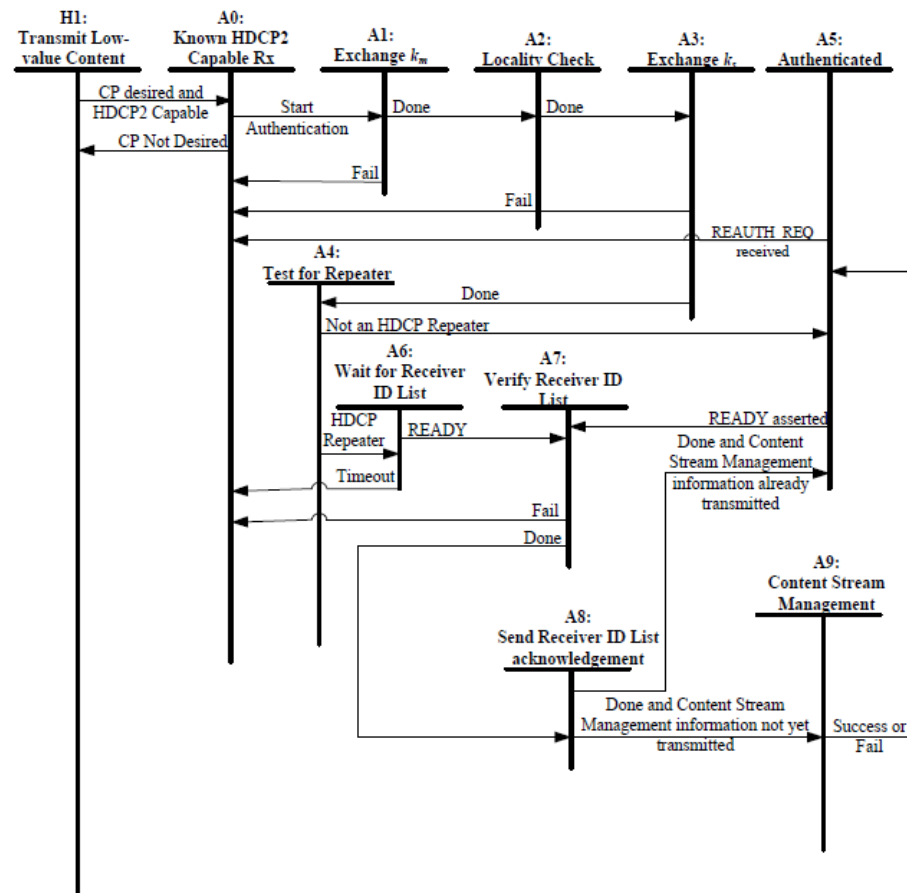 H1:
Transmit Low-
value Content
A0:
Known HDCP2
Capable Rx
A1:
Exchange km
A2:
Locality Check
A3:
Exchange ks
A5:
Authenticated
CP desired and
HDCP2 Capable
Start
Authentication
Done
Done
CP Not Desired
Fail
Fail
REAUTH_REQ
received
A4:
Test for Repeater
Done
Not an HDCP Repeater
A6:
Wait for Receiver
ID List
A7:
Verify Receiver ID
List
HDCP
Repeater
READY
READY asserted
Done and Content
Stream Management
information already
transmitted
Timeout
Fail
Done
A9:
Content Stream
Management
A8:
Send Receiver ID List
acknowledgement
Done and Content Stream
Management information not yet
transmitted
Success or
Fail